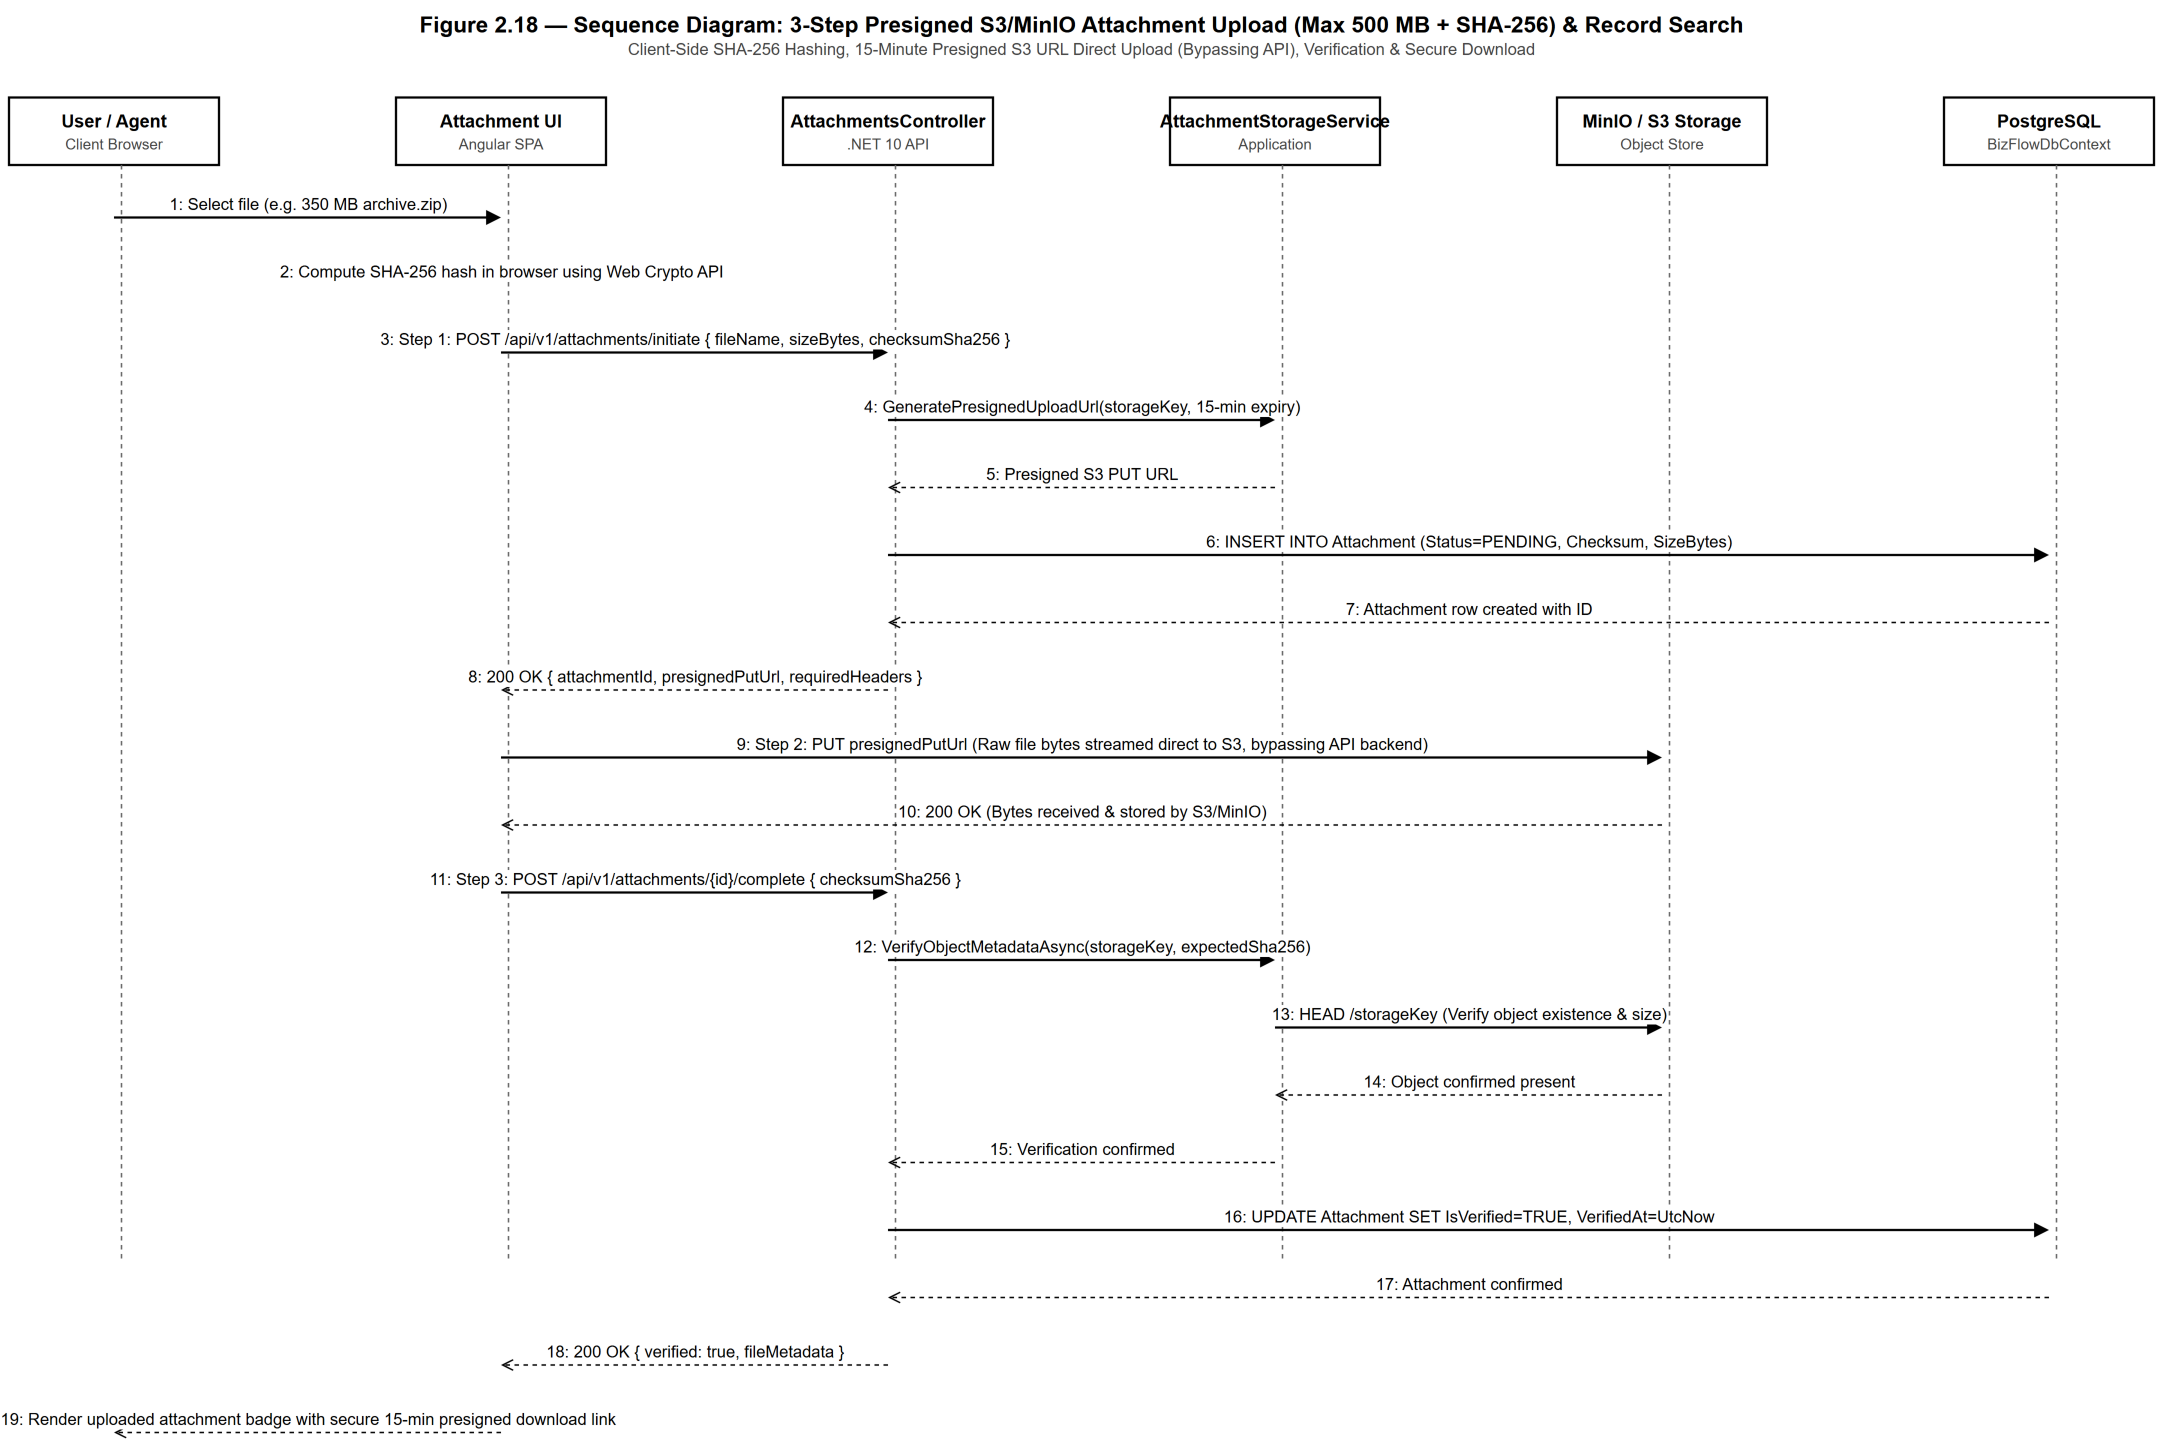 Figure 2.18 — Sequence Diagram: 3-Step Presigned S3/MinIO Attachment Upload (Max 500 MB + SHA-256) & Record Search
Client-Side SHA-256 Hashing, 15-Minute Presigned S3 URL Direct Upload (Bypassing API), Verification & Secure Download
User / Agent
Client Browser
Attachment UI
Angular SPA
AttachmentsController
.NET 10 API
AttachmentStorageService
Application
MinIO / S3 Storage
Object Store
PostgreSQL
BizFlowDbContext
1: Select file (e.g. 350 MB archive.zip)
2: Compute SHA-256 hash in browser using Web Crypto API
3: Step 1: POST /api/v1/attachments/initiate { fileName, sizeBytes, checksumSha256 }
4: GeneratePresignedUploadUrl(storageKey, 15-min expiry)
5: Presigned S3 PUT URL
6: INSERT INTO Attachment (Status=PENDING, Checksum, SizeBytes)
7: Attachment row created with ID
8: 200 OK { attachmentId, presignedPutUrl, requiredHeaders }
9: Step 2: PUT presignedPutUrl (Raw file bytes streamed direct to S3, bypassing API backend)
10: 200 OK (Bytes received & stored by S3/MinIO)
11: Step 3: POST /api/v1/attachments/{id}/complete { checksumSha256 }
12: VerifyObjectMetadataAsync(storageKey, expectedSha256)
13: HEAD /storageKey (Verify object existence & size)
14: Object confirmed present
15: Verification confirmed
16: UPDATE Attachment SET IsVerified=TRUE, VerifiedAt=UtcNow
17: Attachment confirmed
18: 200 OK { verified: true, fileMetadata }
19: Render uploaded attachment badge with secure 15-min presigned download link